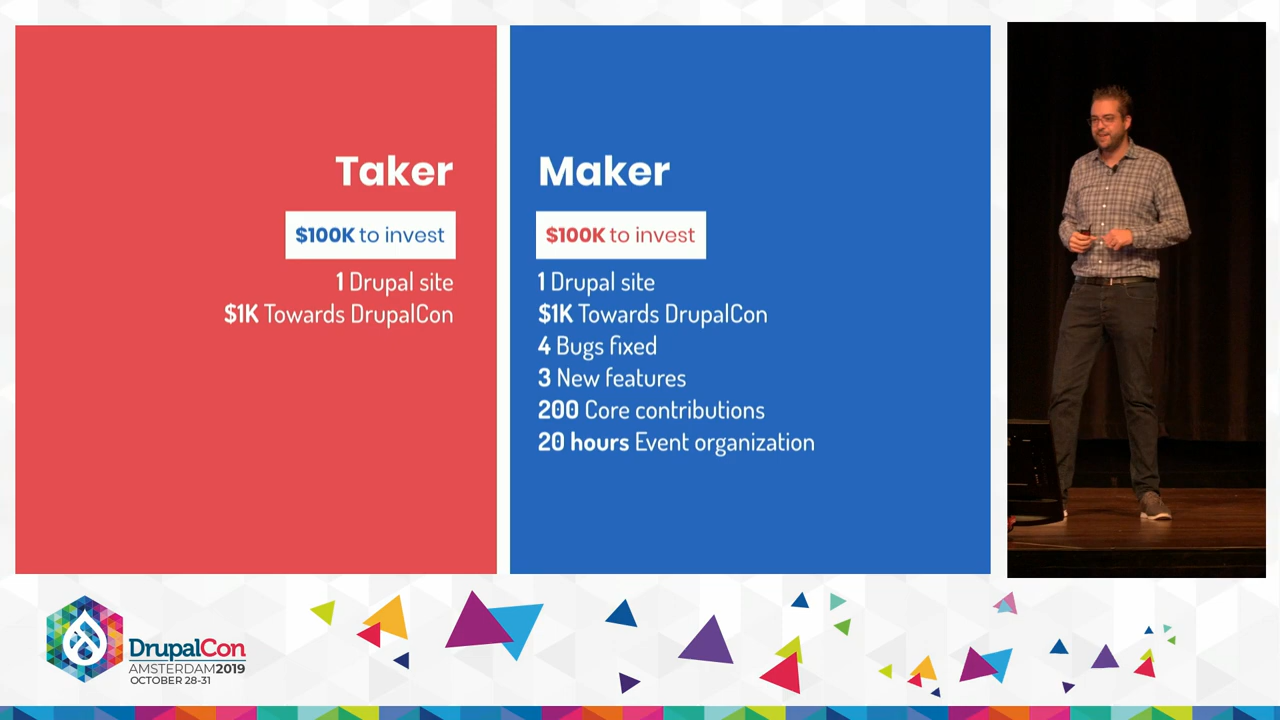 Taker
$100K to invest
1 Drupal site
$1K Towards DrupalCon
Maker
$100K to invest
1 Drupal site
$1K Towards DrupalCon
4 Bugs fixed
3 New features
200 Core contributions
20 hours Event organization
DrupalCon
AMSTERDAM2019
OCTOBER 28-31